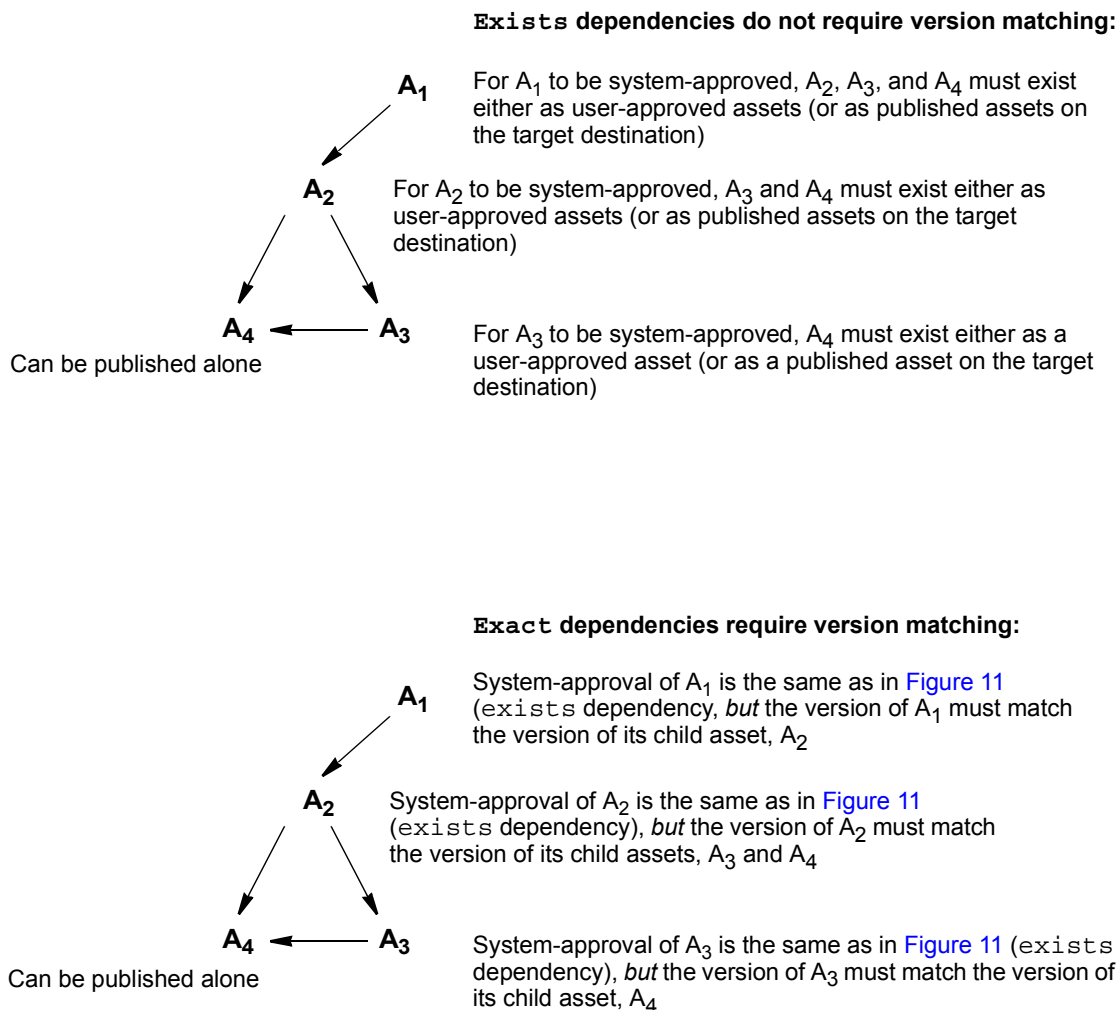 Exists dependencies do not require version matching:
A1
For A1 to be system-approved, A2, A3, and A4 must exist
either as user-approved assets (or as published assets on
the target destination)
A2
For A2 to be system-approved, A3 and A4 must exist either as
user-approved assets (or as published assets on the target
destination)
A4
A3
Can be published alone
For A3 to be system-approved, A4 must exist either as a
user-approved asset (or as a published asset on the target
destination)
Exact dependencies require version matching:
A1
System-approval of A1 is the same as in Figure 11
(exists dependency, but the version of A1 must match
the version of its child asset, A2
A2
System-approval of A2 is the same as in Figure 11
(exists dependency), but the version of A2 must match
the version of its child assets, A3 and A4
A4
A3
Can be published alone
System-approval of A3 is the same as in Figure 11 (exists
dependency), but the version of A3 must match the version of
its child asset, A4